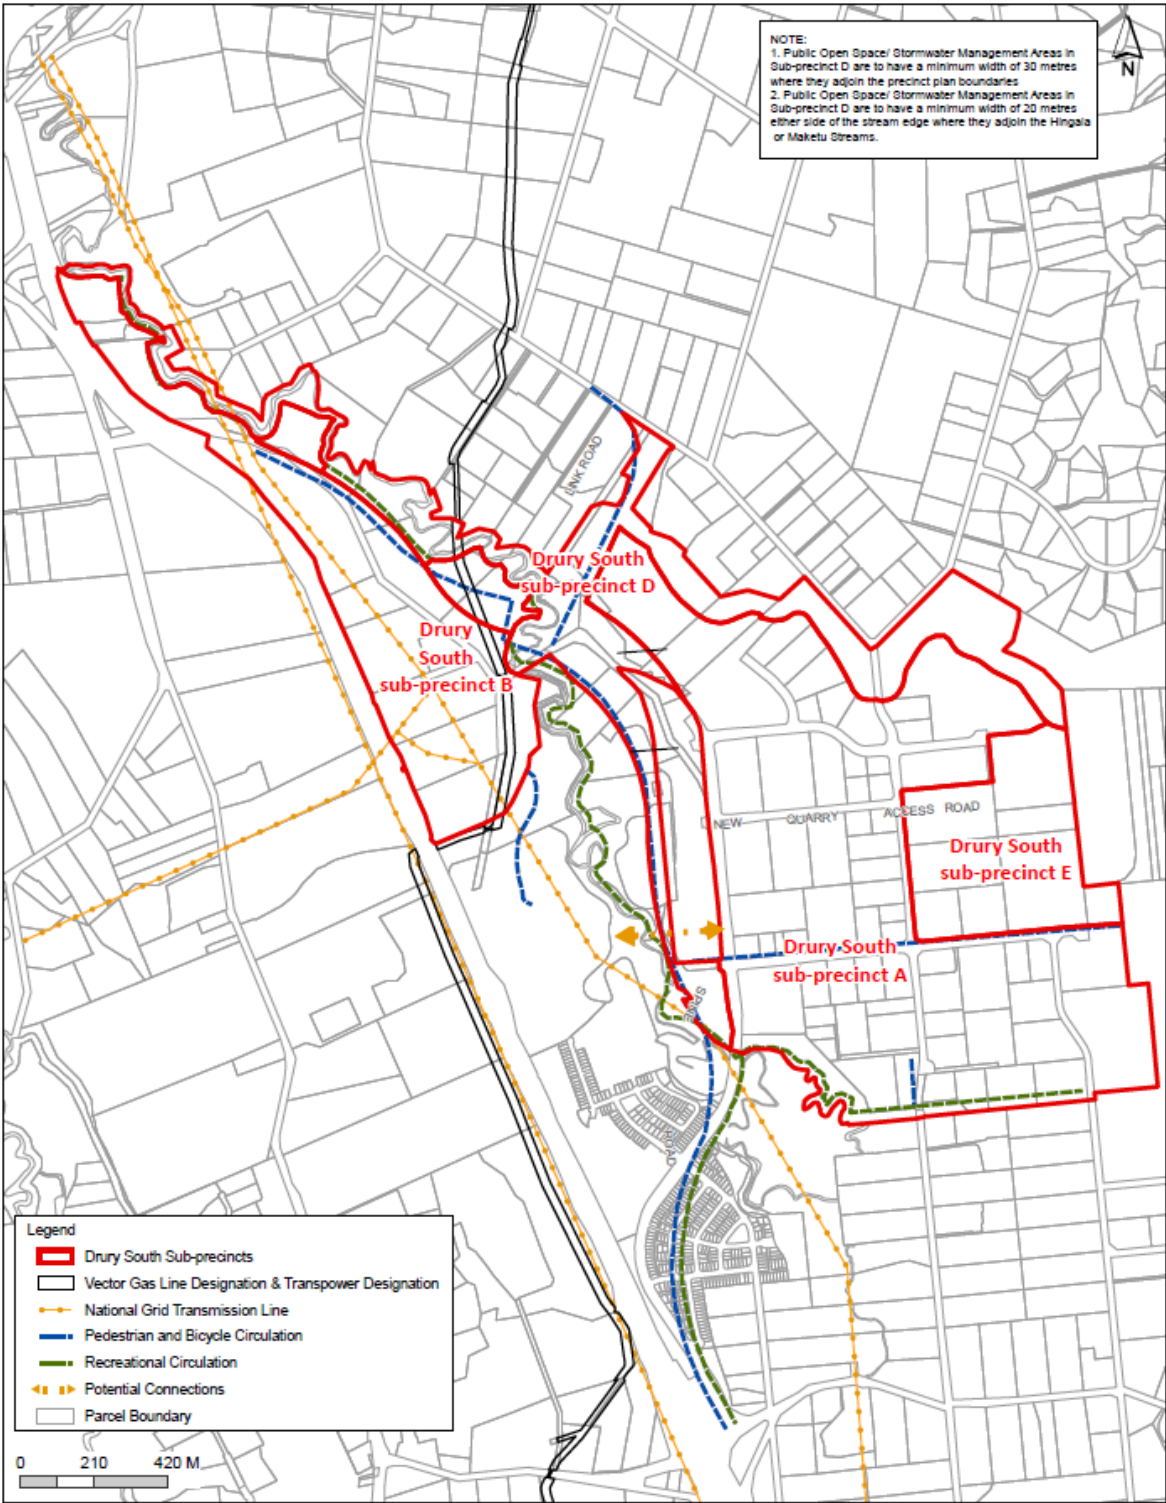 NOTE:
1. Public Open Space/ Stormwater Management Areas in
Sub-precinct D are to have a minimum width of 30 metres
where they adjoin the precinct plan boundaries
2. Public Open Space/ Stormwater Management Areas in
Sub-precinct D are to have a minimum width of 20 metres
either side of the stream edge where they adjoin the Hingaia
or Maketu Streams.
N
LINK ROAD
Drury South
sub-precinct D
Drury
South
sub-precinct B
NEW QUARRY ACCESS ROAD
Drury South
sub-precinct E
Drury South
sub-precinct A
SPINE
ROAD
Legend
Drury South Sub-precincts
Vector Gas Line Designation & Transpower Designation
National Grid Transmission Line
Pedestrian and Bicycle Circulation
Recreational Circulation
Potential Connections
Parcel Boundary
0 210 420 M